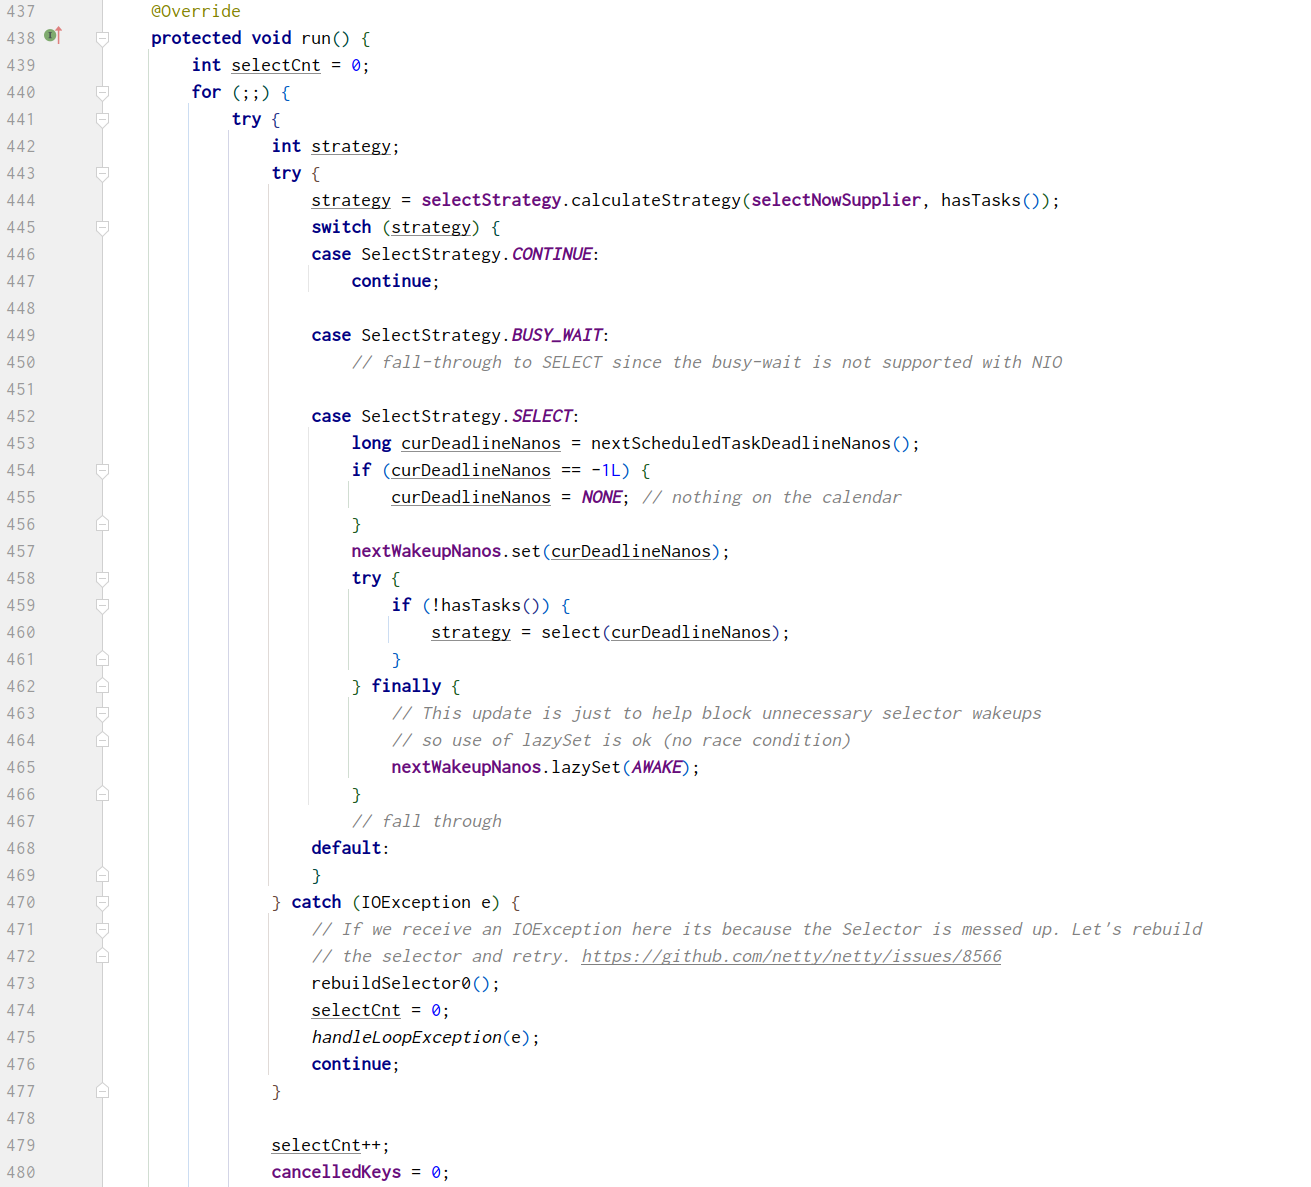 437 @Override
438 protected void run() {
439 int selectCnt = 0;
440 for (;;) {
441 try {
442 int strategy;
443 try {
444 strategy = selectStrategy.calculateStrategy(selectNowSupplier, hasTasks());
445 switch (strategy) {
446 case SelectStrategy.CONTINUE:
447 continue;
448
449 case SelectStrategy.BUSY_WAIT:
450 // fall-through to SELECT since the busy-wait is not supported with NIO
451
452 case SelectStrategy.SELECT:
453 long curDeadlineNanos = nextScheduledTaskDeadlineNanos();
454 if (curDeadlineNanos == -1L) {
455 curDeadlineNanos = NONE; // nothing on the calendar
456 }
457 nextWakeupNanos.set(curDeadlineNanos);
458 try {
459 if (!hasTasks()) {
460 strategy = select(curDeadlineNanos);
461 }
462 } finally {
463 // This update is just to help block unnecessary selector wakeups
464 // so use of lazySet is ok (no race condition)
465 nextWakeupNanos.lazySet(AWAKE);
466 }
467 // fall through
468 default:
469 }
470 } catch (IOException e) {
471 // If we receive an IOException here its because the Selector is messed up. Let's rebuild
472 // the selector and retry. https://github.com/netty/netty/issues/8566
473 rebuildSelector0();
474 selectCnt = 0;
475 handleLoopException(e);
476 continue;
477 }
478
479 selectCnt++;
480 cancelledKeys = 0;